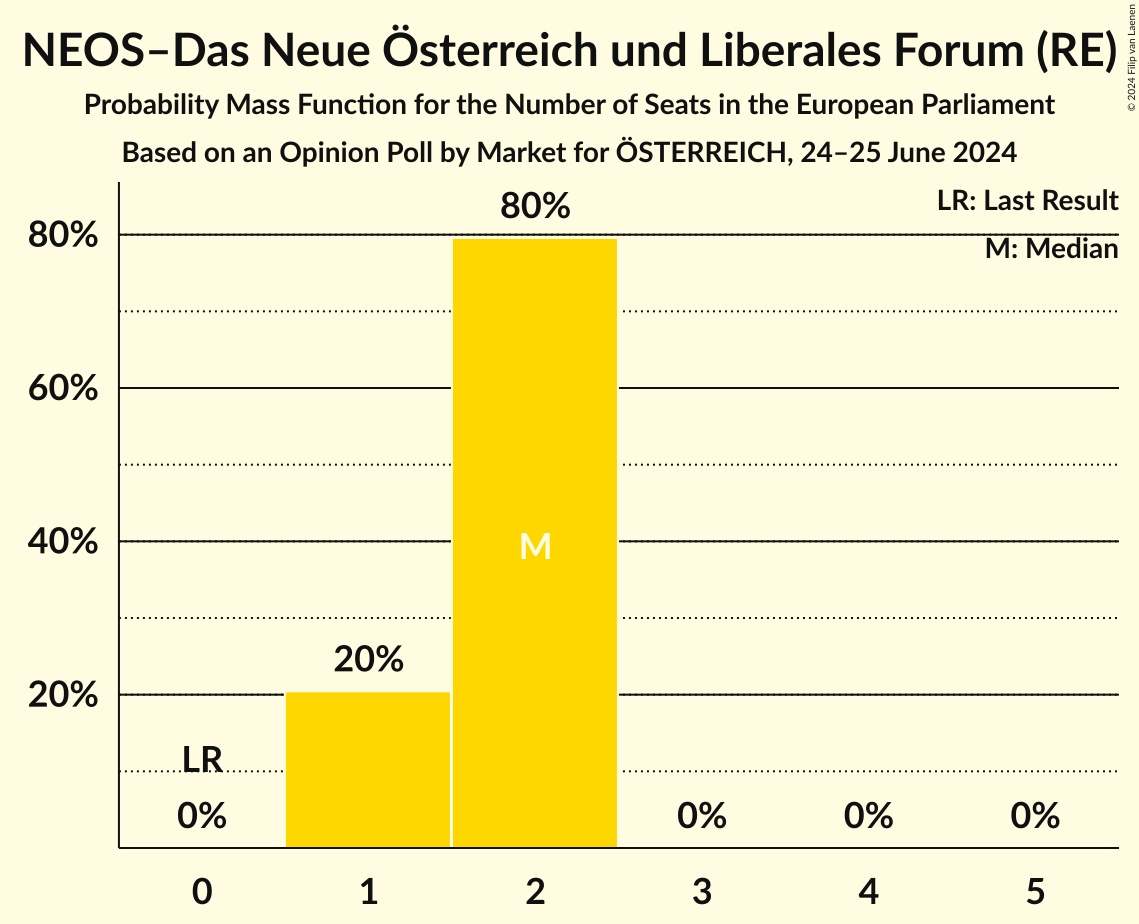 NEOS–Das Neue Österreich und Liberales Forum (RE)
Probability Mass Function for the Number of Seats in the European Parliament
Based on an Opinion Poll by Market for ÖSTERREICH, 24–25 June 2024
© 2024 Filip van Laenen
LR: Last Result
M: Median
80%
80%
60%
40%
M
20%
20%
LR
0%
0%
0%
0%
0
1
2
3
4
5